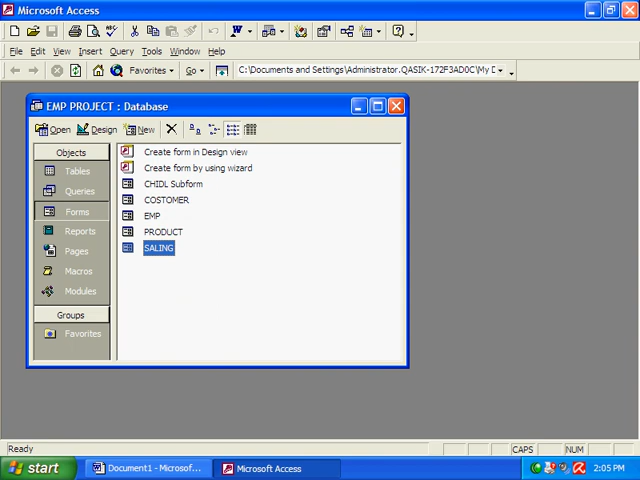 Microsoft Access
File Edit View Insert Query Tools Window Help
Favorites Go C:\Documents and Settings\Administrator.QASIK-172F3AD0C\My D
EMP PROJECT : Database
Open Design New
Objects
Tables
Queries
Forms
Reports
Pages
Macros
Modules
Groups
Favorites
Create form in Design view
Create form by using wizard
CHIDL Subform
COSTOMER
EMP
PRODUCT
SALING
Ready CAPS NUM
start Document1 - Microsof... Microsoft Access 2:05 PM